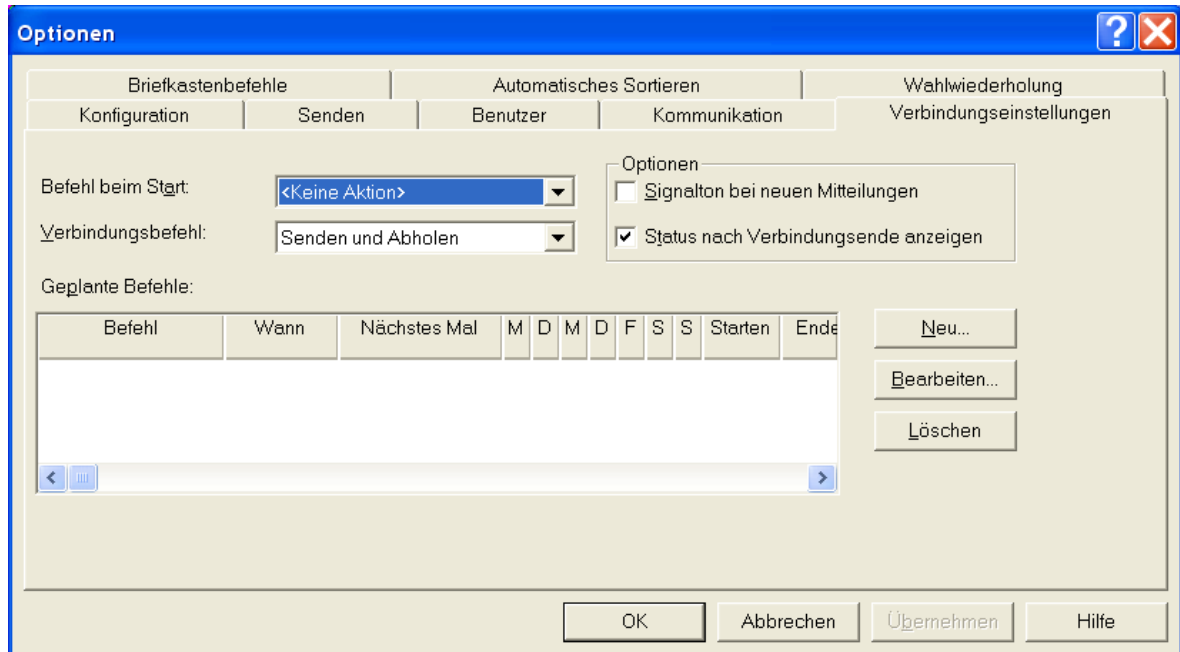 Optionen
Briefkastenbefehle Automatisches Sortieren Wahlwiederholung
Konfiguration Senden Benutzer Kommunikation Verbindungseinstellungen
Befehl beim Start: <Keine Aktion>
Verbindungsbefehl: Senden und Abholen
Optionen
Signalton bei neuen Mitteilungen
Status nach Verbindungsende anzeigen
Geplante Befehle:
Befehl Wann Nächstes Mal M D M D F S S Starten Ende
Neu...
Bearbeiten...
Löschen
OK Abbrechen Übernehmen Hilfe